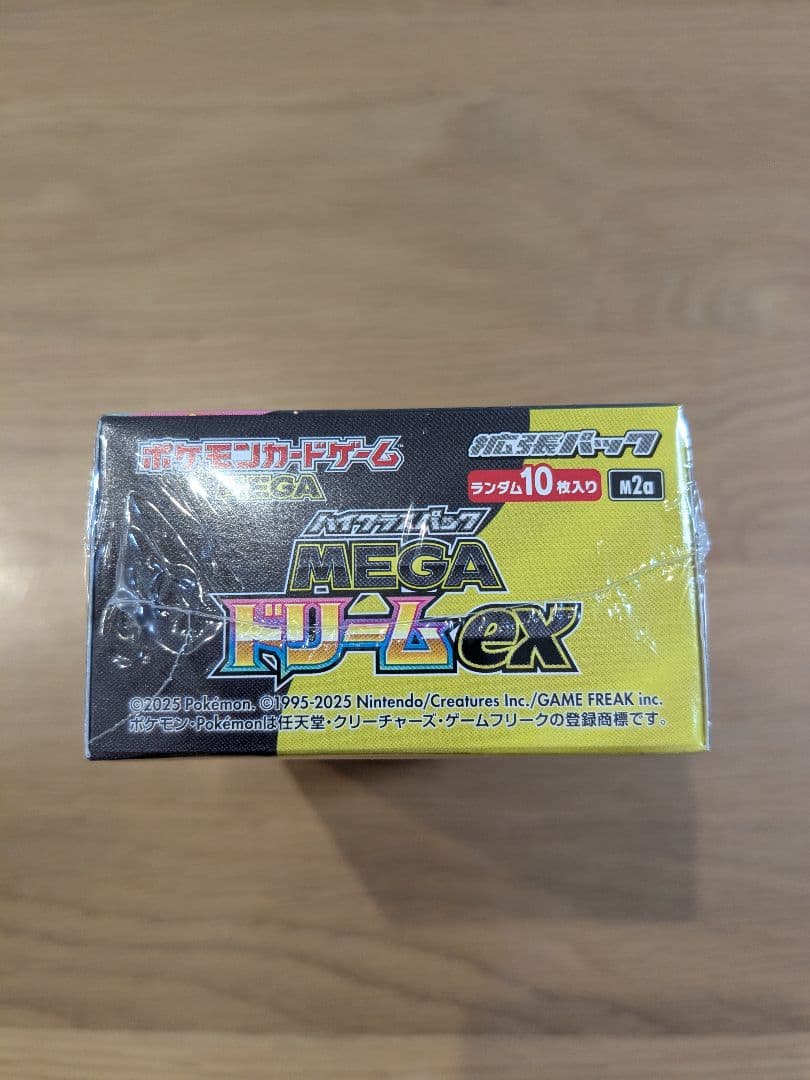 ポケモンカードゲーム
MEGA
拡張パック
ランダム10枚入り M2a
ハイクラスパック
MEGA
ドリームex
©2025 Pokémon. ©1995-2025 Nintendo/Creatures Inc./GAME FREAK inc.
ポケモン・Pokémonは任天堂・クリーチャーズ・ゲームフリークの登録商標です。